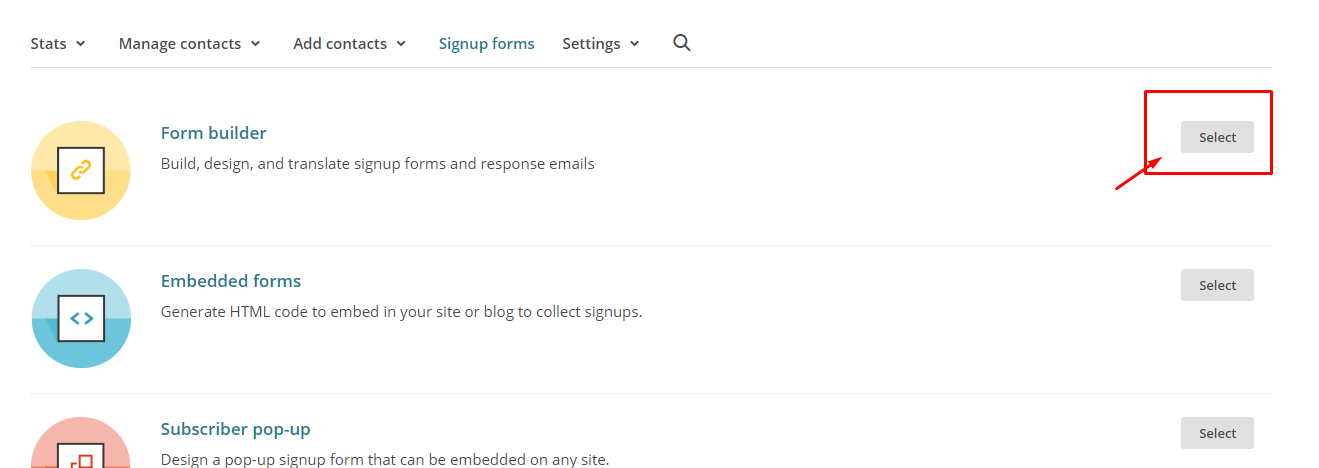 Stats Manage contacts Add contacts Signup forms Settings
Form builder
Select
Build, design, and translate signup forms and response emails
Embedded forms
Select
Generate HTML code to embed in your site or blog to collect signups.
Subscriber pop-up
Select
Design a pop-up signup form that can be embedded on any site.